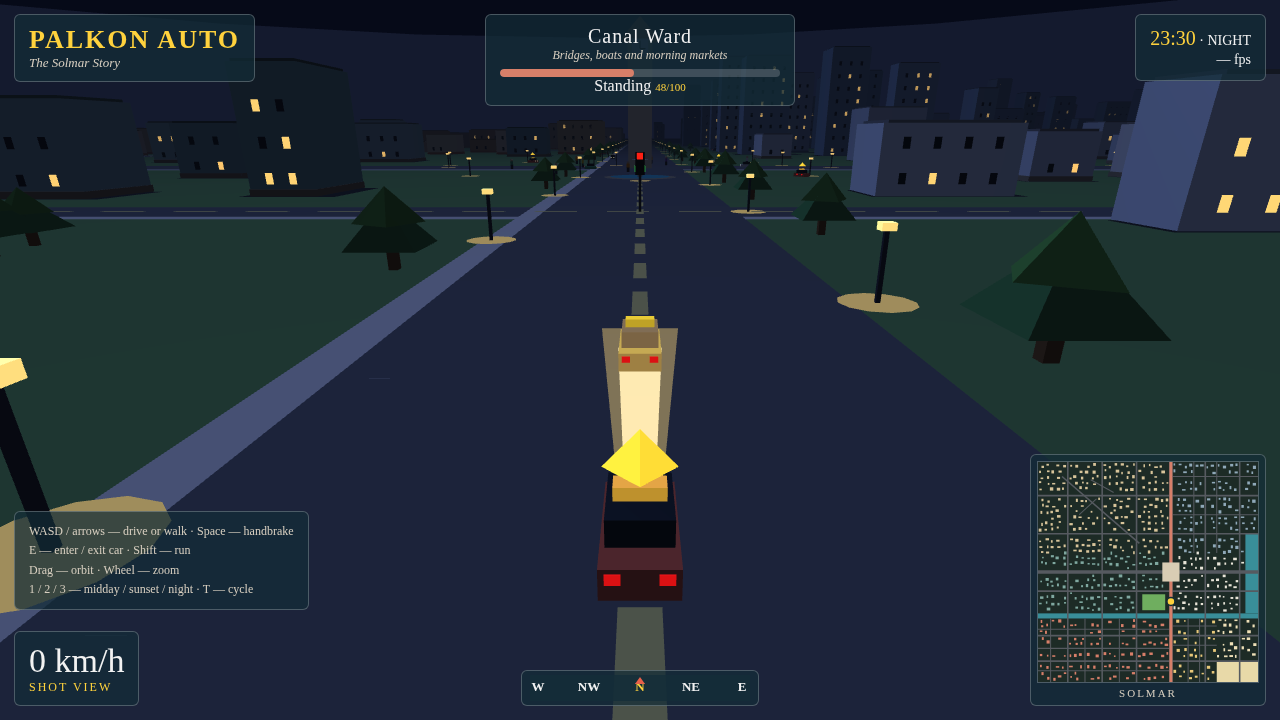 PALKON AUTO
The Solmar Story
Canal Ward
Bridges, boats and morning markets
Standing 48/100
23:30 · NIGHT
— fps
WASD / arrows — drive or walk · Space — handbrake
E — enter / exit car · Shift — run
Drag — orbit · Wheel — zoom
1 / 2 / 3 — midday / sunset / night · T — cycle
0 km/h
SHOT VIEW
W NW N NE E
SOLMAR